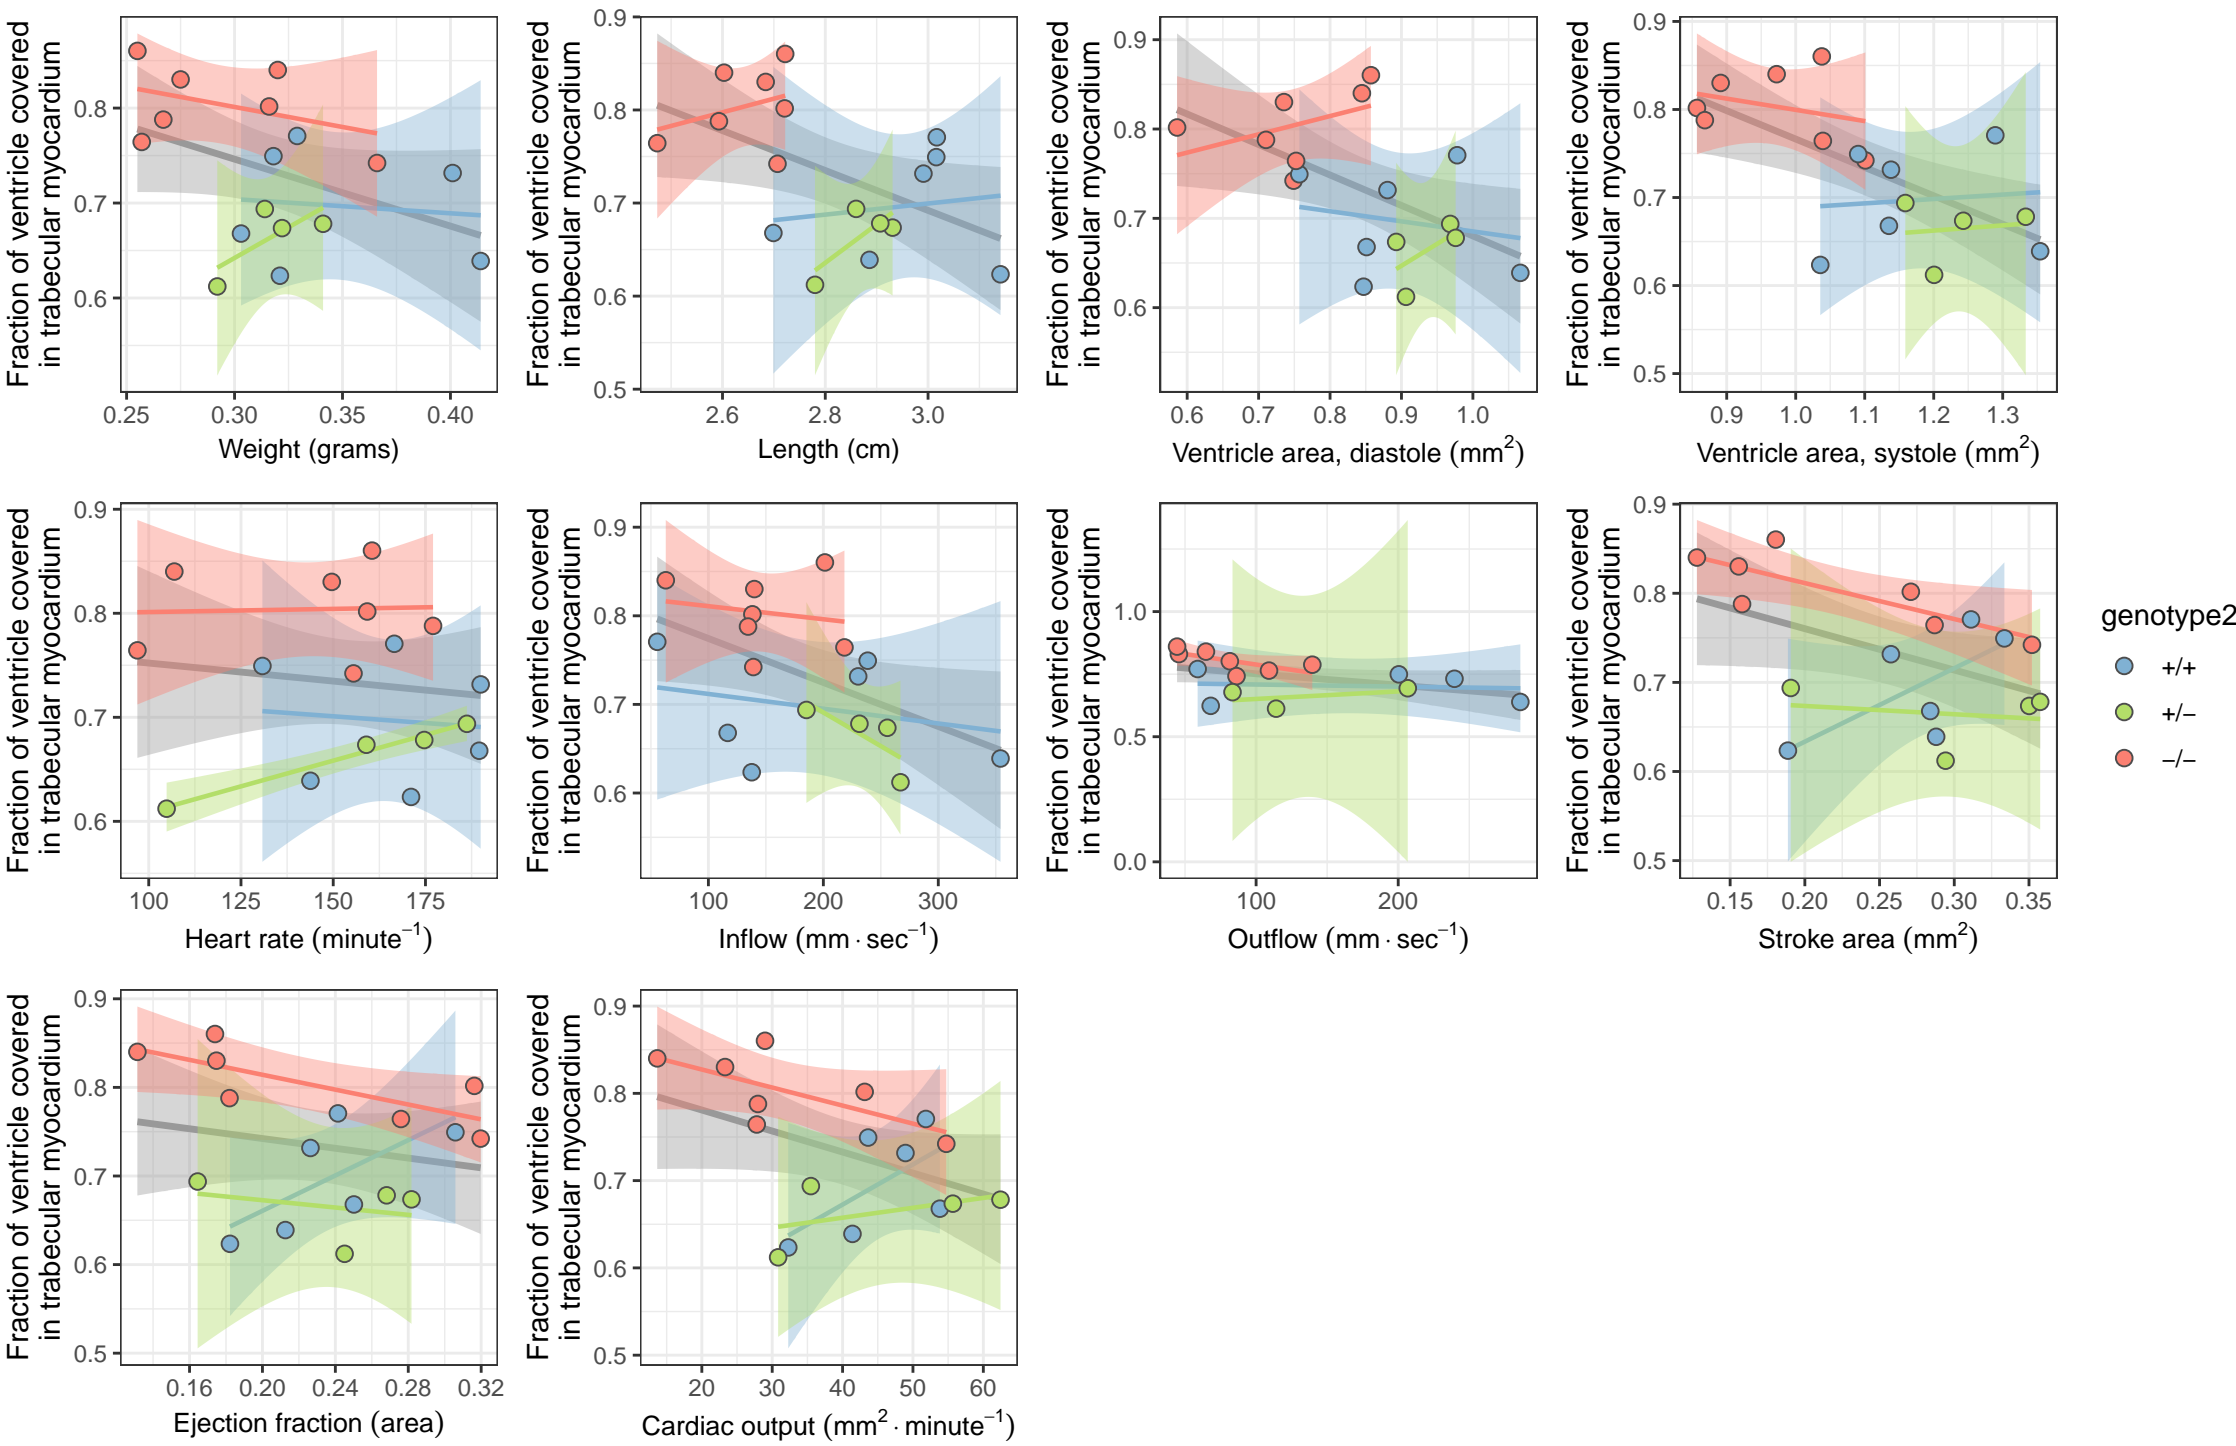 Fraction of ventricle covered
in trabecular myocardium
0.9
0.8
0.7
0.6
0.25 0.30 0.35 0.40
Weight (grams)
Fraction of ventricle covered
in trabecular myocardium
0.9
0.8
0.7
0.6
0.5
2.6 2.8 3.0
Length (cm)
Fraction of ventricle covered
in trabecular myocardium
0.9
0.8
0.7
0.6
0.6 0.7 0.8 0.9 1.0
Ventricle area, diastole (mm²)
Fraction of ventricle covered
in trabecular myocardium
0.9
0.8
0.7
0.6
0.5
0.9 1.0 1.1 1.2 1.3
Ventricle area, systole (mm²)
Fraction of ventricle covered
in trabecular myocardium
0.9
0.8
0.7
0.6
100 125 150 175
Heart rate (minute⁻¹)
Fraction of ventricle covered
in trabecular myocardium
0.9
0.8
0.7
0.6
100 200 300
Inflow (mm · sec⁻¹)
Fraction of ventricle covered
in trabecular myocardium
1.0
0.5
0.0
100 200
Outflow (mm · sec⁻¹)
Fraction of ventricle covered
in trabecular myocardium
0.9
0.8
0.7
0.6
0.5
0.15 0.20 0.25 0.30 0.35
Stroke area (mm²)
genotype2
+/+
+/−
−/−
Fraction of ventricle covered
in trabecular myocardium
0.9
0.8
0.7
0.6
0.5
0.16 0.20 0.24 0.28 0.32
Ejection fraction (area)
Fraction of ventricle covered
in trabecular myocardium
0.9
0.8
0.7
0.6
0.5
20 30 40 50 60
Cardiac output (mm² · minute⁻¹)